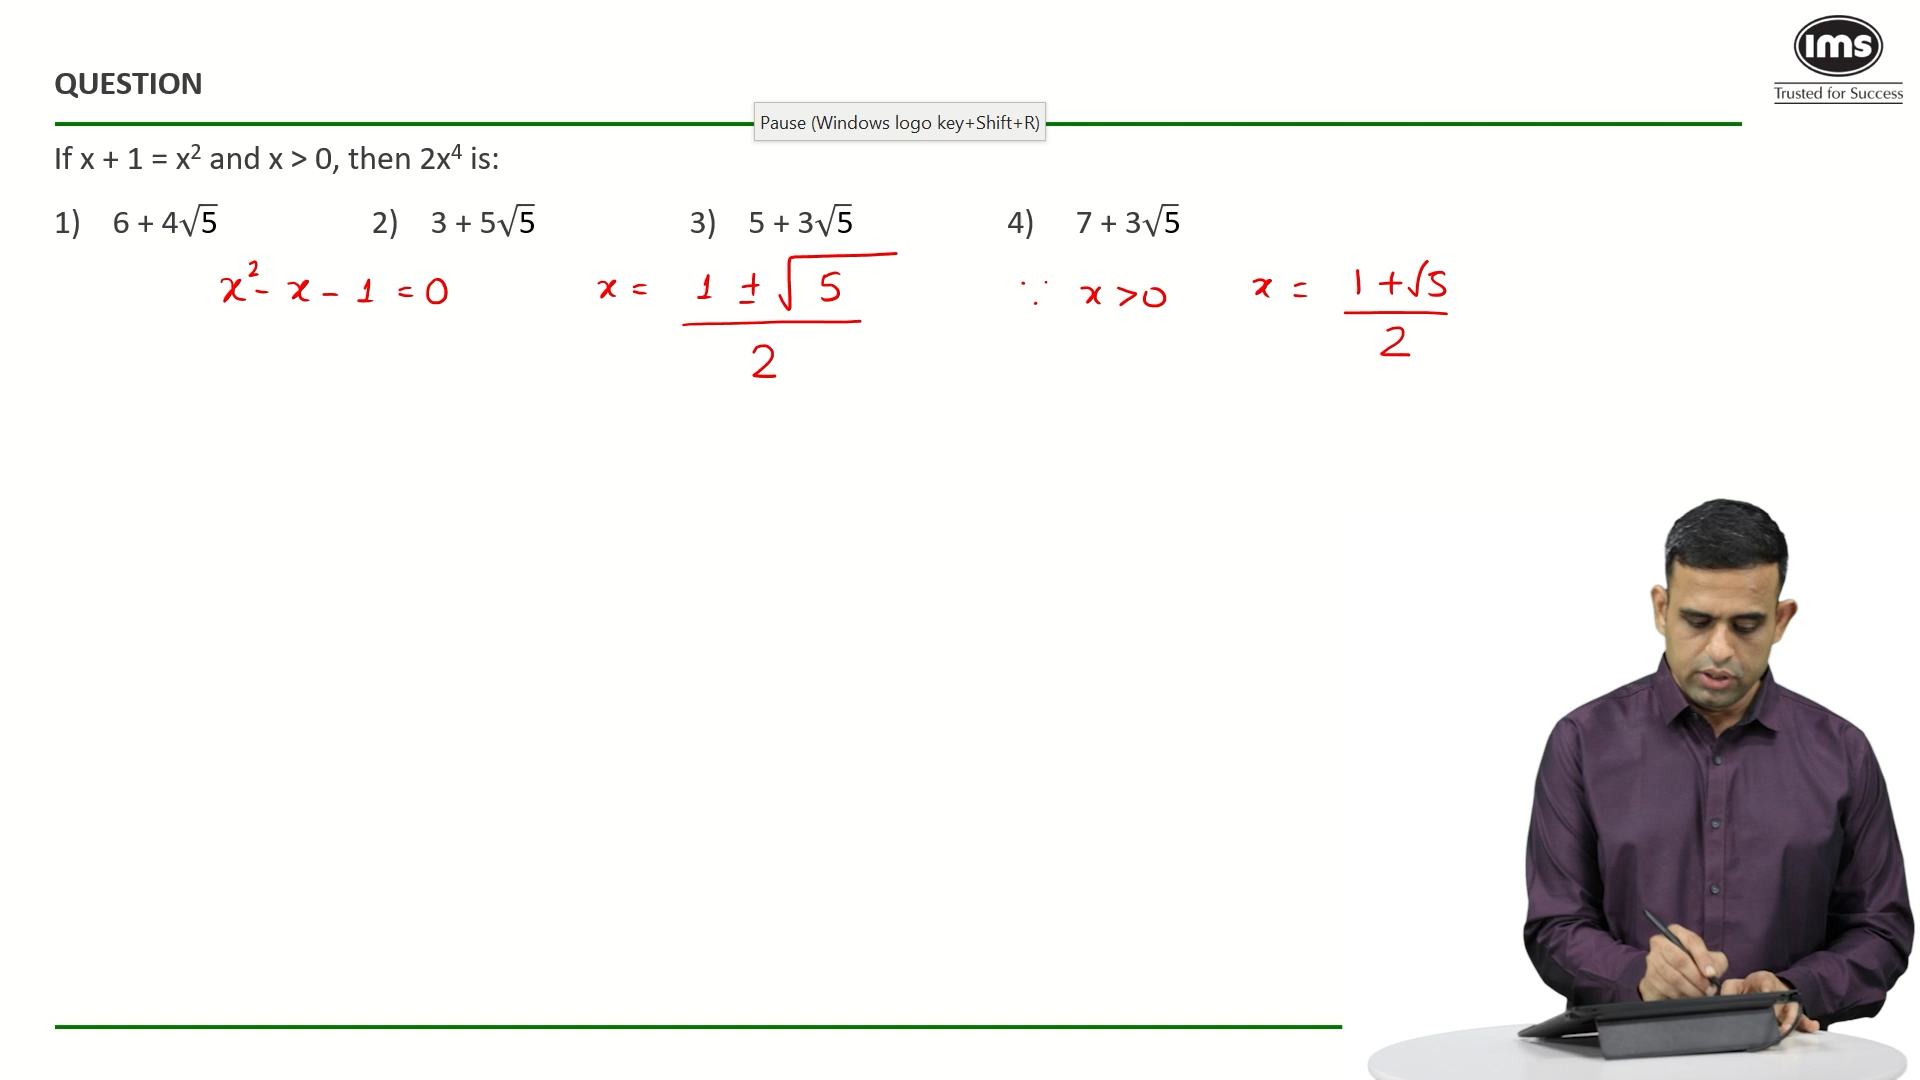 ims
Trusted for Success
QUESTION
Pause (Windows logo key+Shift+R)
If x + 1 = x² and x > 0, then 2x⁴ is:
1) 6 + 4√5 2) 3 + 5√5 3) 5 + 3√5 4) 7 + 3√5
x² - x - 1 = 0 x = (1 ± √5)/2 ∵ x > 0 x = (1 + √5)/2